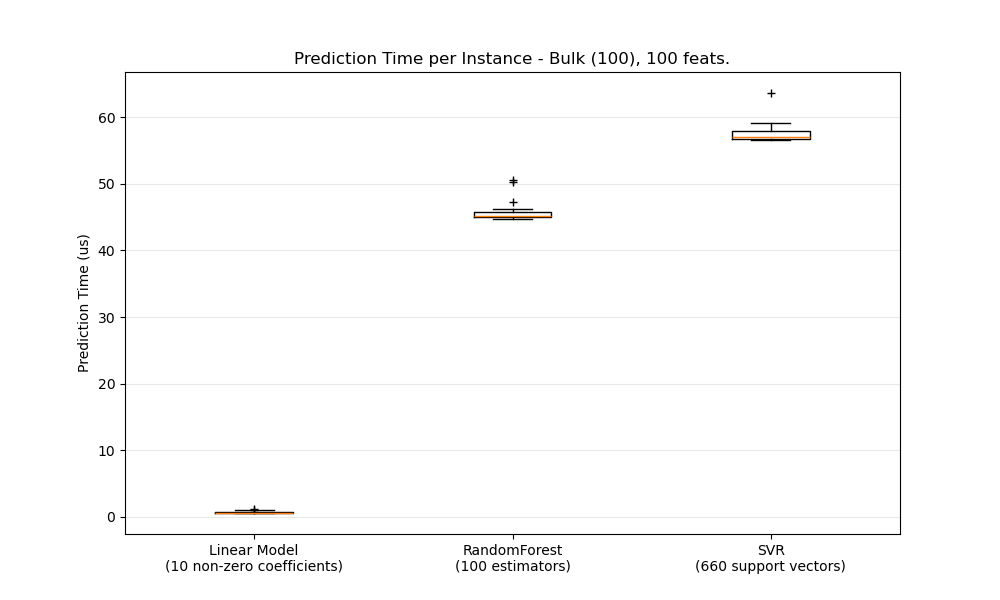 Prediction Time per Instance - Bulk (100), 100 feats.
Prediction Time (us)
60
50
40
30
20
10
0
Linear Model
(10 non-zero coefficients)
RandomForest
(100 estimators)
SVR
(660 support vectors)